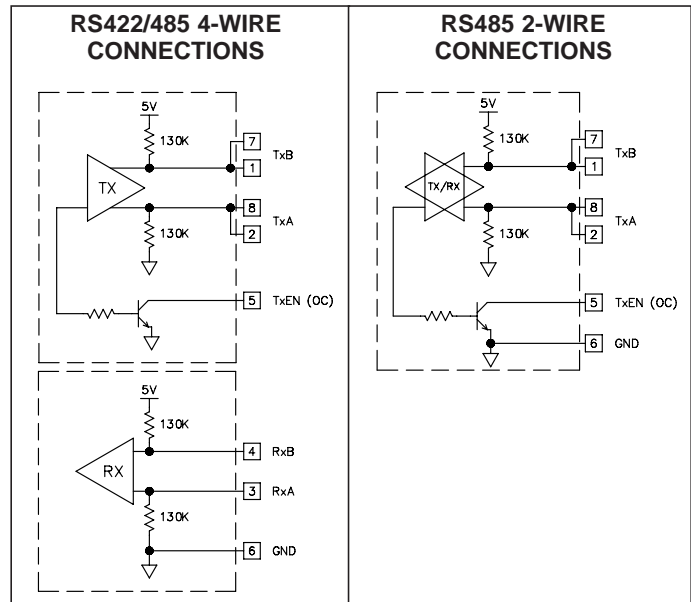 RS422/485 4-WIRE
CONNECTIONS
5V
130K
7
TxB
1
TX
8
TxA
2
130K
5 TxEN (OC)
5V
130K
4 RxB
RX
3 RxA
130K
6 GND
RS485 2-WIRE
CONNECTIONS
5V
130K
7
TxB
1
TX/RX
8
TxA
2
130K
5 TxEN (OC)
6 GND